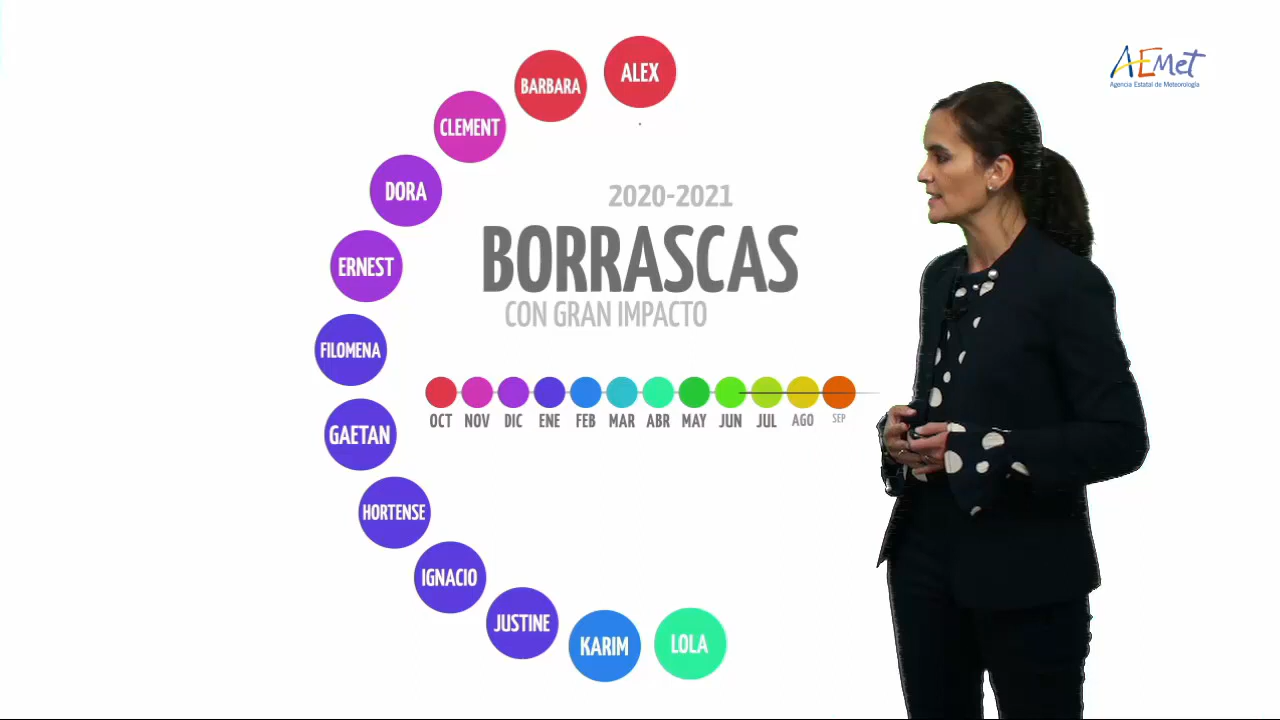 ALEX
BARBARA
CLEMENT
DORA
ERNEST
FILOMENA
GAETAN
HORTENSE
IGNACIO
JUSTINE
KARIM
LOLA
2020-2021
BORRASCAS
CON GRAN IMPACTO
OCT NOV DIC ENE FEB MAR ABR MAY JUN JUL AGO SEP
AEMet
Agencia Estatal de Meteorología